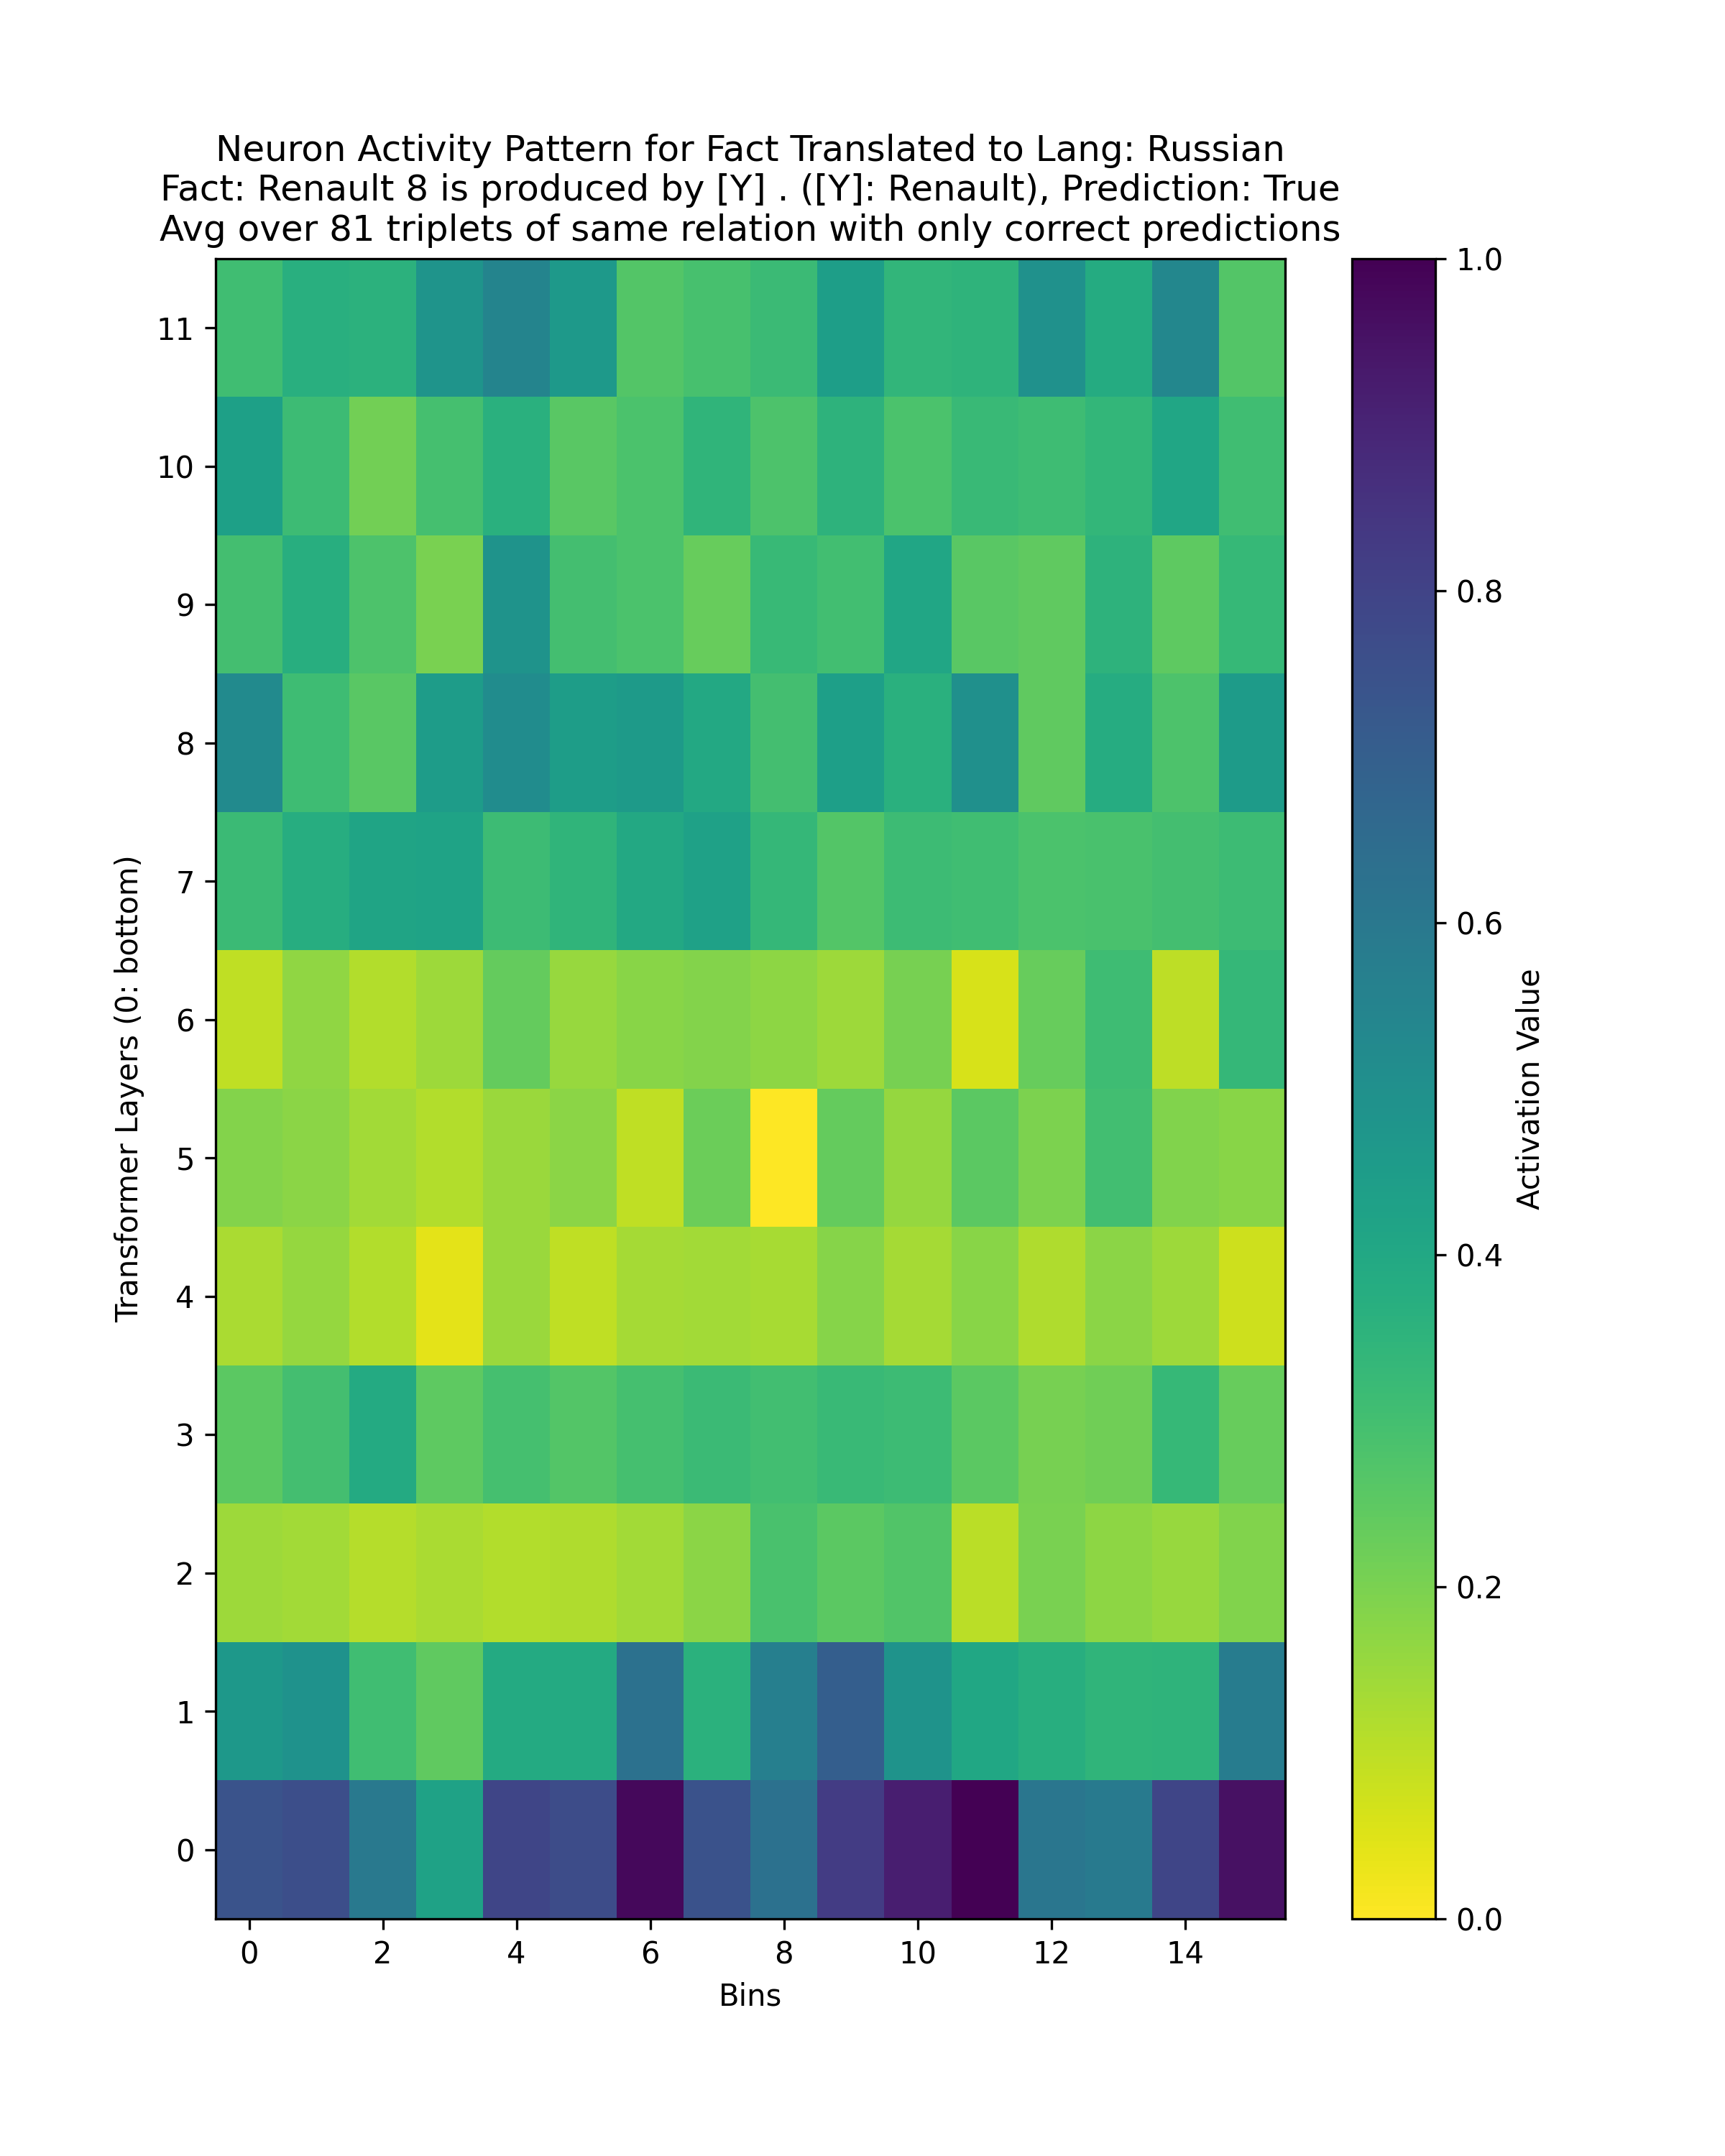 Neuron Activity Pattern for Fact Translated to Lang: Russian
Fact: Renault 8 is produced by [Y] . ([Y]: Renault), Prediction: True
Avg over 81 triplets of same relation with only correct predictions
11
10
9
8
7
6
5
4
3
2
1
0
Transformer Layers (0: bottom)
0 2 4 6 8 10 12 14
Bins
1.0
0.8
0.6
0.4
0.2
0.0
Activation Value